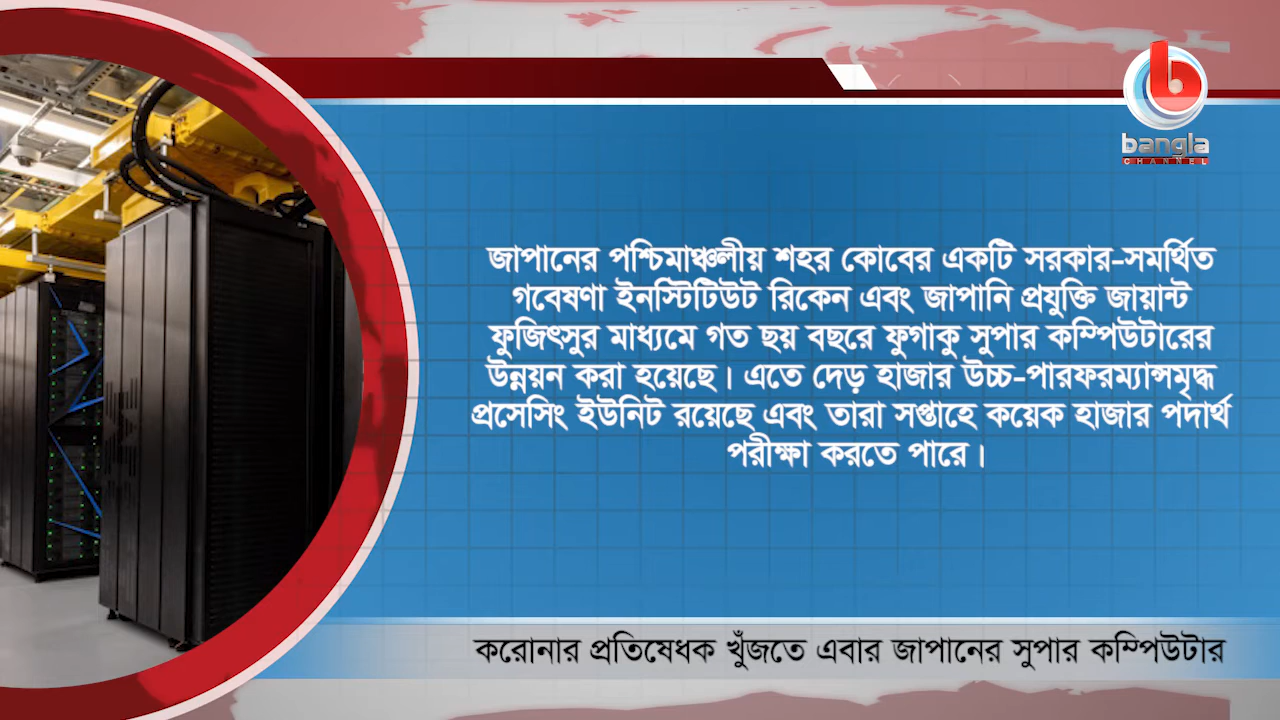 bangla
CHANNEL
জাপানের পশ্চিমাঞ্চলীয় শহর কোবের একটি সরকার-সমর্থিত
গবেষণা ইনস্টিটিউট রিকেন এবং জাপানি প্রযুক্তি জায়ান্ট
ফুজিৎসুর মাধ্যমে গত ছয় বছরে ফুগাকু সুপার কম্পিউটারের
উন্নয়ন করা হয়েছে। এতে দেড় হাজার উচ্চ-পারফরম্যান্সমৃদ্ধ
প্রসেসিং ইউনিট রয়েছে এবং তারা সপ্তাহে কয়েক হাজার পদার্থ
পরীক্ষা করতে পারে।
করোনার প্রতিষেধক খুঁজতে এবার জাপানের সুপার কম্পিউটার